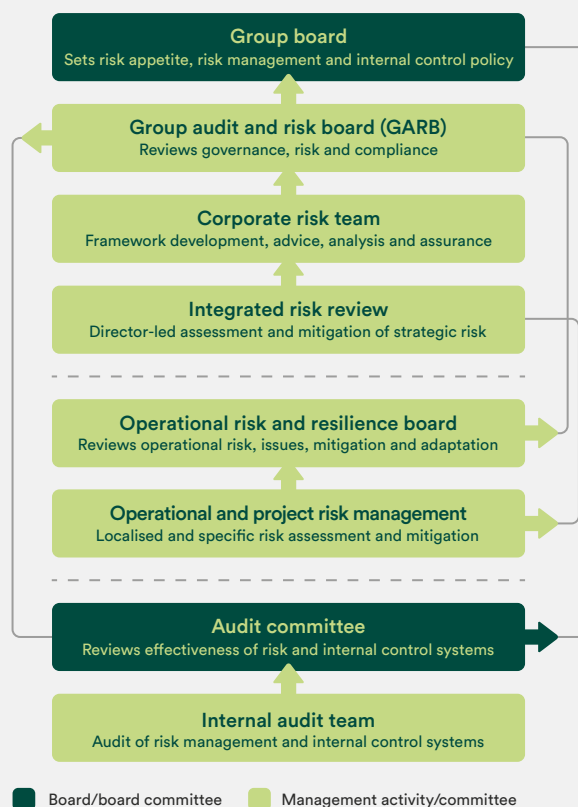 Group board
Sets risk appetite, risk management and internal control policy
Group audit and risk board (GARB)
Reviews governance, risk and compliance
Corporate risk team
Framework development, advice, analysis and assurance
Integrated risk review
Director-led assessment and mitigation of strategic risk
Operational risk and resilience board
Reviews operational risk, issues, mitigation and adaptation
Operational and project risk management
Localised and specific risk assessment and mitigation
Audit committee
Reviews effectiveness of risk and internal control systems
Internal audit team
Audit of risk management and internal control systems
Board/board committee
Management activity/committee